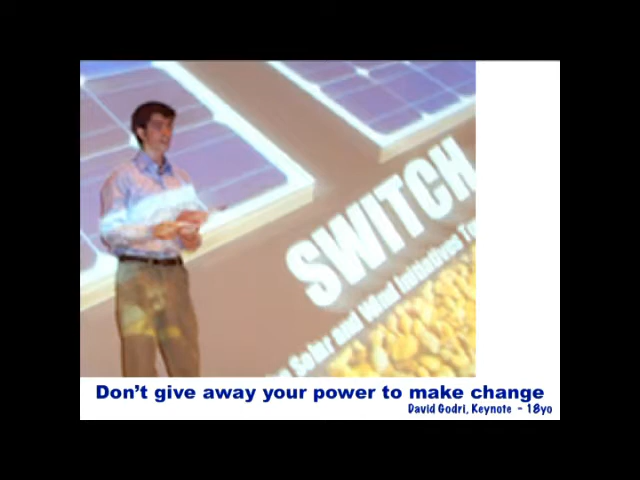 SWITCH
Solar and Wind Initiatives
Don't give away your power to make change
David Godri, Keynote - 18yo